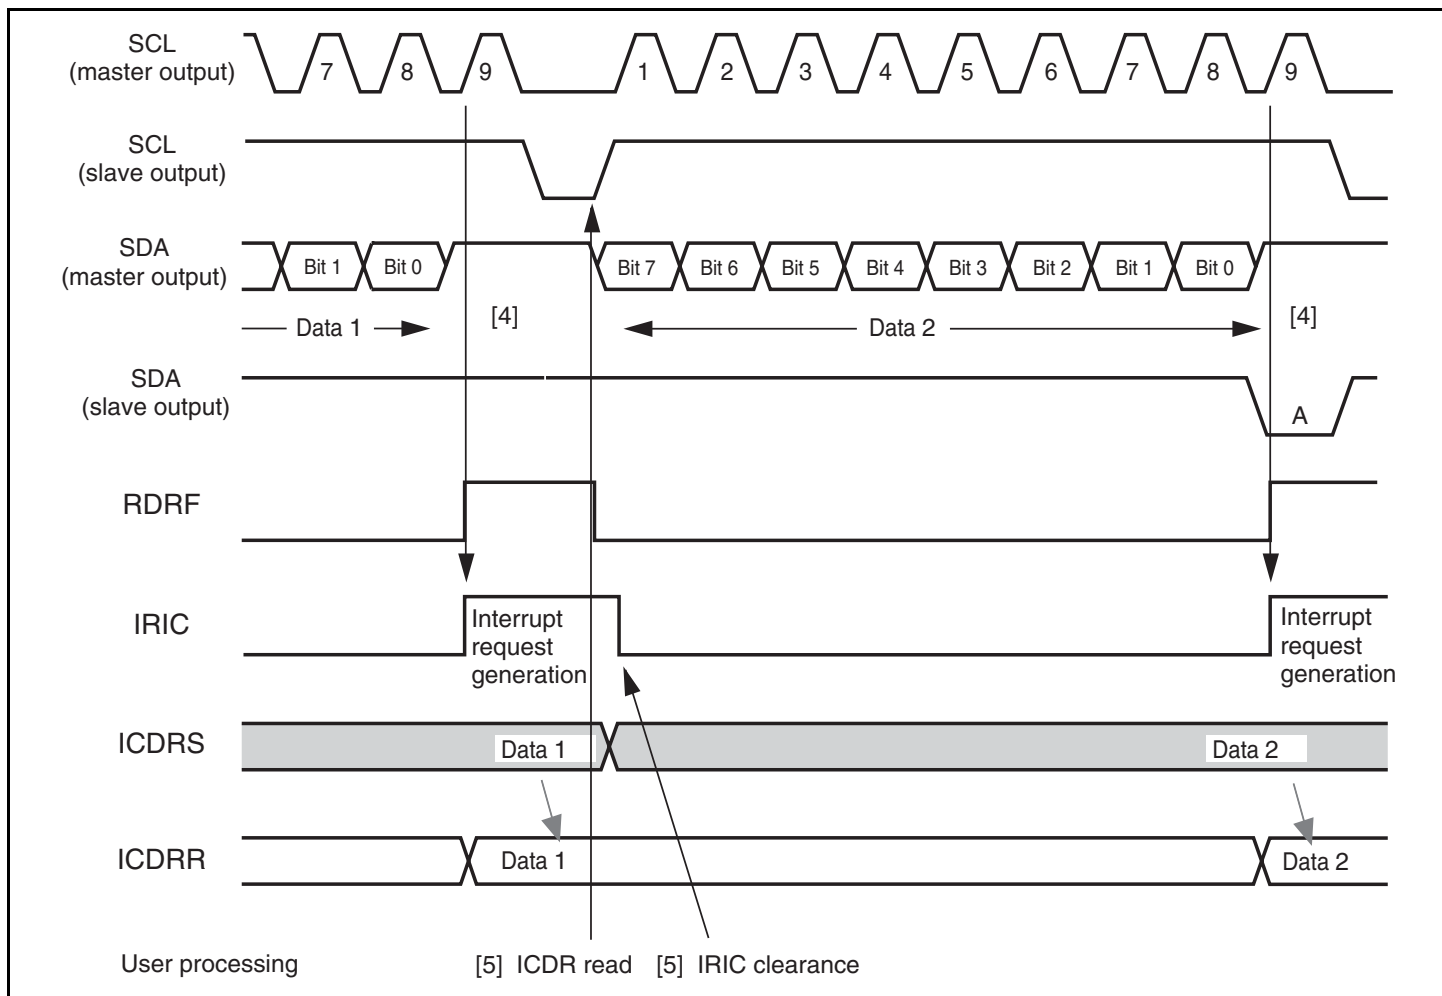 SCL
(master output)
7 8 9 1 2 3 4 5 6 7 8 9
SCL
(slave output)
SDA
(master output)
Bit 1 Bit 0 Bit 7 Bit 6 Bit 5 Bit 4 Bit 3 Bit 2 Bit 1 Bit 0
Data 1 [4] Data 2 [4]
SDA
(slave output)
A
RDRF
IRIC
Interrupt
request
generation
Interrupt
request
generation
ICDRS
Data 1 Data 2
ICDRR
Data 1 Data 2
User processing [5] ICDR read [5] IRIC clearance